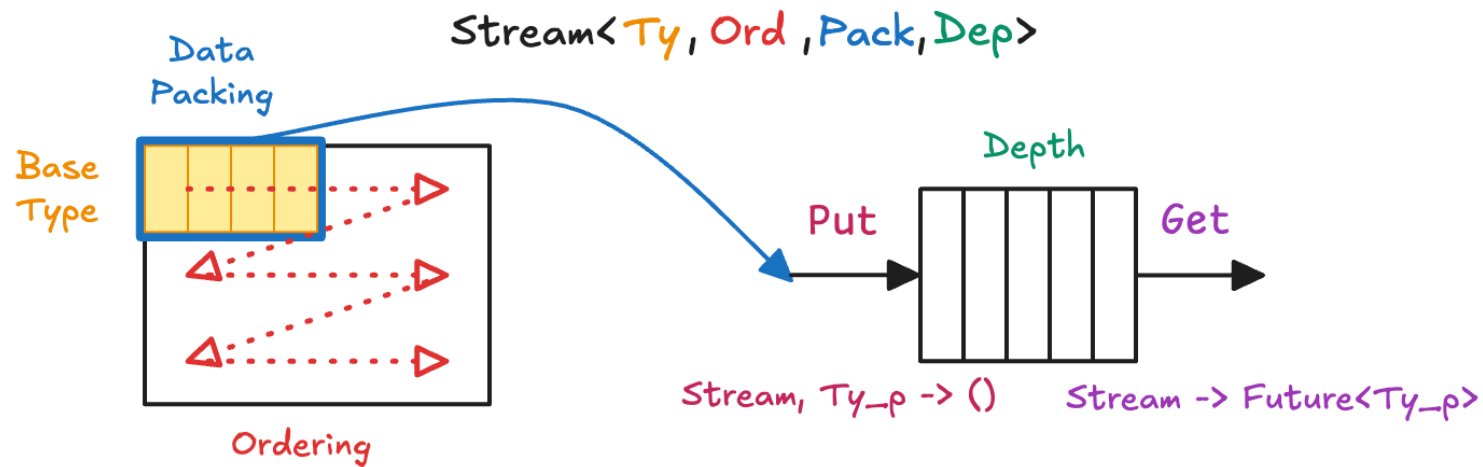 Stream<Ty, Ord ,Pack,Dep>
Data
Packing
Base
Type
Ordering
Depth
Put
Get
Stream, Ty_p -> ()
Stream -> Future<Ty_p>